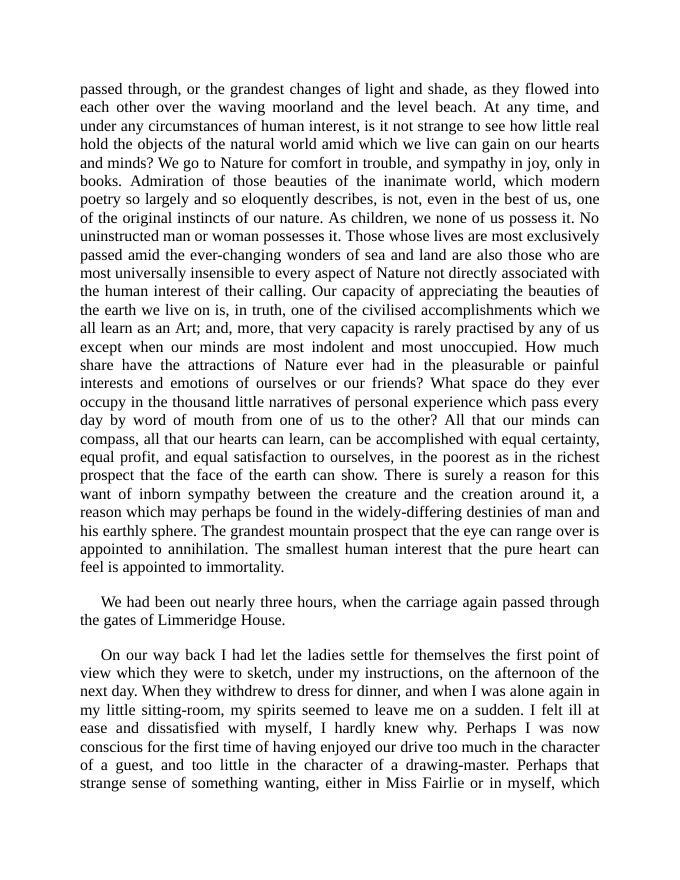 passed through, or the grandest changes of light and shade, as they flowed into
each other over the waving moorland and the level beach. At any time, and
under any circumstances of human interest, is it not strange to see how little real
hold the objects of the natural world amid which we live can gain on our hearts
and minds? We go to Nature for comfort in trouble, and sympathy in joy, only in
books. Admiration of those beauties of the inanimate world, which modern
poetry so largely and so eloquently describes, is not, even in the best of us, one
of the original instincts of our nature. As children, we none of us possess it. No
uninstructed man or woman possesses it. Those whose lives are most exclusively
passed amid the ever-changing wonders of sea and land are also those who are
most universally insensible to every aspect of Nature not directly associated with
the human interest of their calling. Our capacity of appreciating the beauties of
the earth we live on is, in truth, one of the civilised accomplishments which we
all learn as an Art; and, more, that very capacity is rarely practised by any of us
except when our minds are most indolent and most unoccupied. How much
share have the attractions of Nature ever had in the pleasurable or painful
interests and emotions of ourselves or our friends? What space do they ever
occupy in the thousand little narratives of personal experience which pass every
day by word of mouth from one of us to the other? All that our minds can
compass, all that our hearts can learn, can be accomplished with equal certainty,
equal profit, and equal satisfaction to ourselves, in the poorest as in the richest
prospect that the face of the earth can show. There is surely a reason for this
want of inborn sympathy between the creature and the creation around it, a
reason which may perhaps be found in the widely-differing destinies of man and
his earthly sphere. The grandest mountain prospect that the eye can range over is
appointed to annihilation. The smallest human interest that the pure heart can
feel is appointed to immortality.
We had been out nearly three hours, when the carriage again passed through
the gates of Limmeridge House.
On our way back I had let the ladies settle for themselves the first point of
view which they were to sketch, under my instructions, on the afternoon of the
next day. When they withdrew to dress for dinner, and when I was alone again in
my little sitting-room, my spirits seemed to leave me on a sudden. I felt ill at
ease and dissatisfied with myself, I hardly knew why. Perhaps I was now
conscious for the first time of having enjoyed our drive too much in the character
of a guest, and too little in the character of a drawing-master. Perhaps that
strange sense of something wanting, either in Miss Fairlie or in myself, which